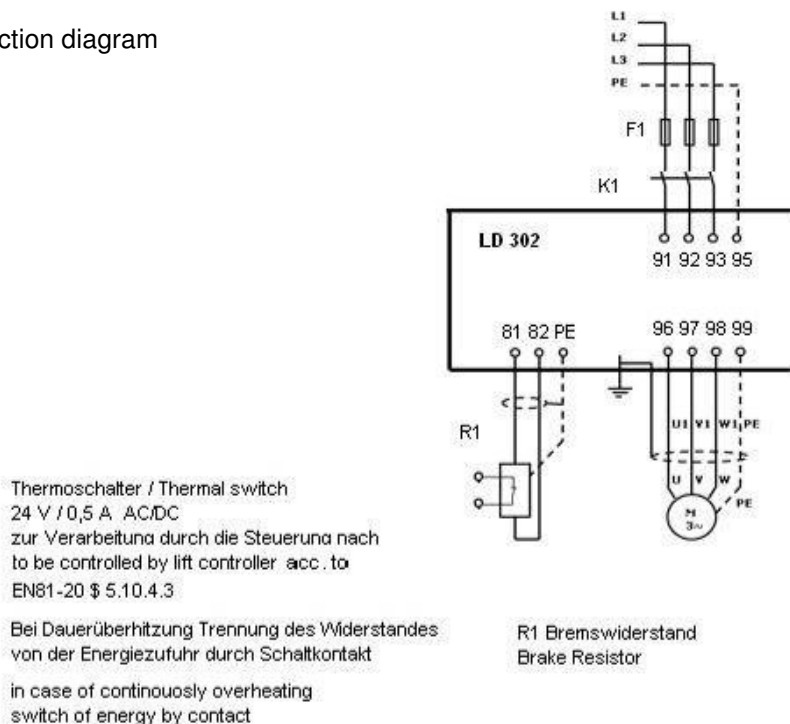 ction diagram
L1
L2
L3
PE
F1
K1
LD 302
91 92 93 95
81 82 PE
96 97 98 99
R1
U1 V1 W1 PE
U V W
PE
M
3~
Thermoschalter / Thermal switch
24 V / 0,5 A AC/DC
zur Verarbeitung durch die Steuerung nach
to be controlled by lift controller acc. to
EN81-20 $ 5.10.4.3
Bei Dauerüberhitzung Trennung des Widerstandes
von der Energiezufuhr durch Schaltkontakt
in case of continouosly overheating
switch of energy by contact
R1 Bremswiderstand
Brake Resistor